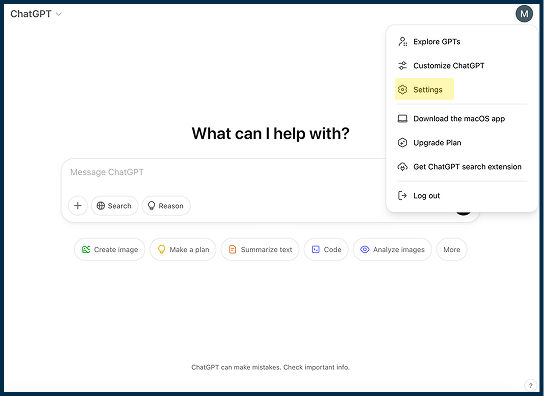 ChatGPT
M
Explore GPTs
Customize ChatGPT
Settings
Download the macOS app
Upgrade Plan
Get ChatGPT search extension
Log out
What can I help with?
Message ChatGPT
+ Search Reason
Create image Make a plan Summarize text Code Analyze images More
ChatGPT can make mistakes. Check important info.
?